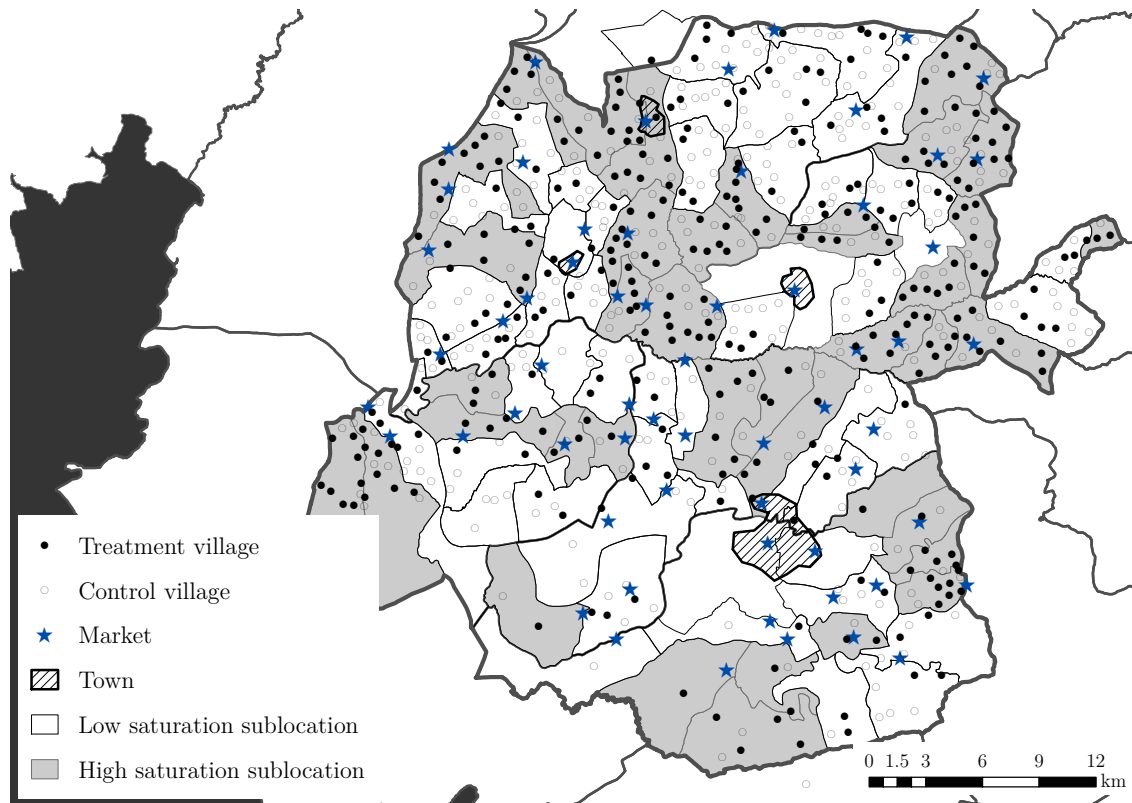 Treatment village
Control village
Market
Town
Low saturation sublocation
High saturation sublocation
0 1.5 3 6 9 12
km